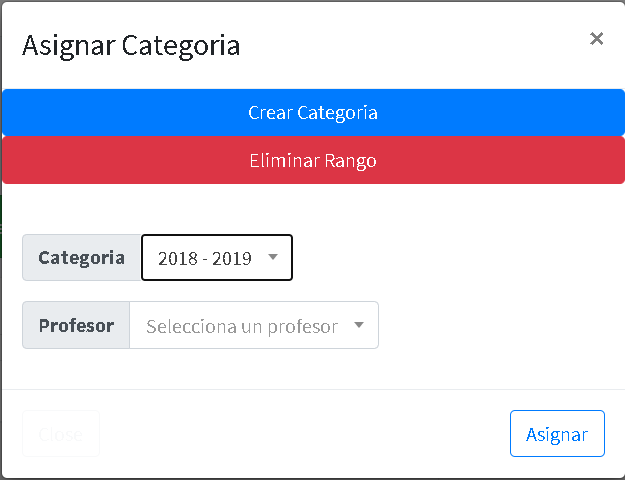 Asignar Categoria ×
Crear Categoria
Eliminar Rango
Categoria 2018 - 2019
Profesor Selecciona un profesor
Close Asignar